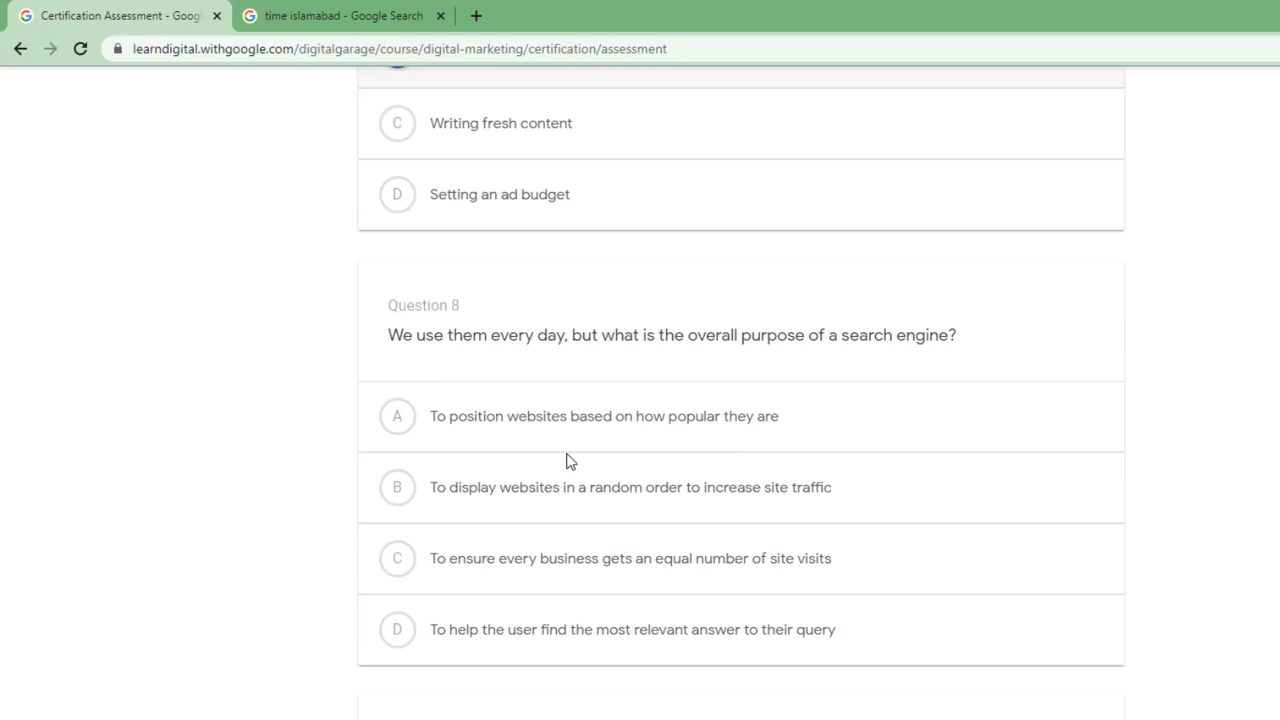 Certification Assessment - Googl
time islamabad - Google Search
learndigital.withgoogle.com/digitalgarage/course/digital-marketing/certification/assessment
C Writing fresh content
D Setting an ad budget
Question 8
We use them every day, but what is the overall purpose of a search engine?
A To position websites based on how popular they are
B To display websites in a random order to increase site traffic
C To ensure every business gets an equal number of site visits
D To help the user find the most relevant answer to their query